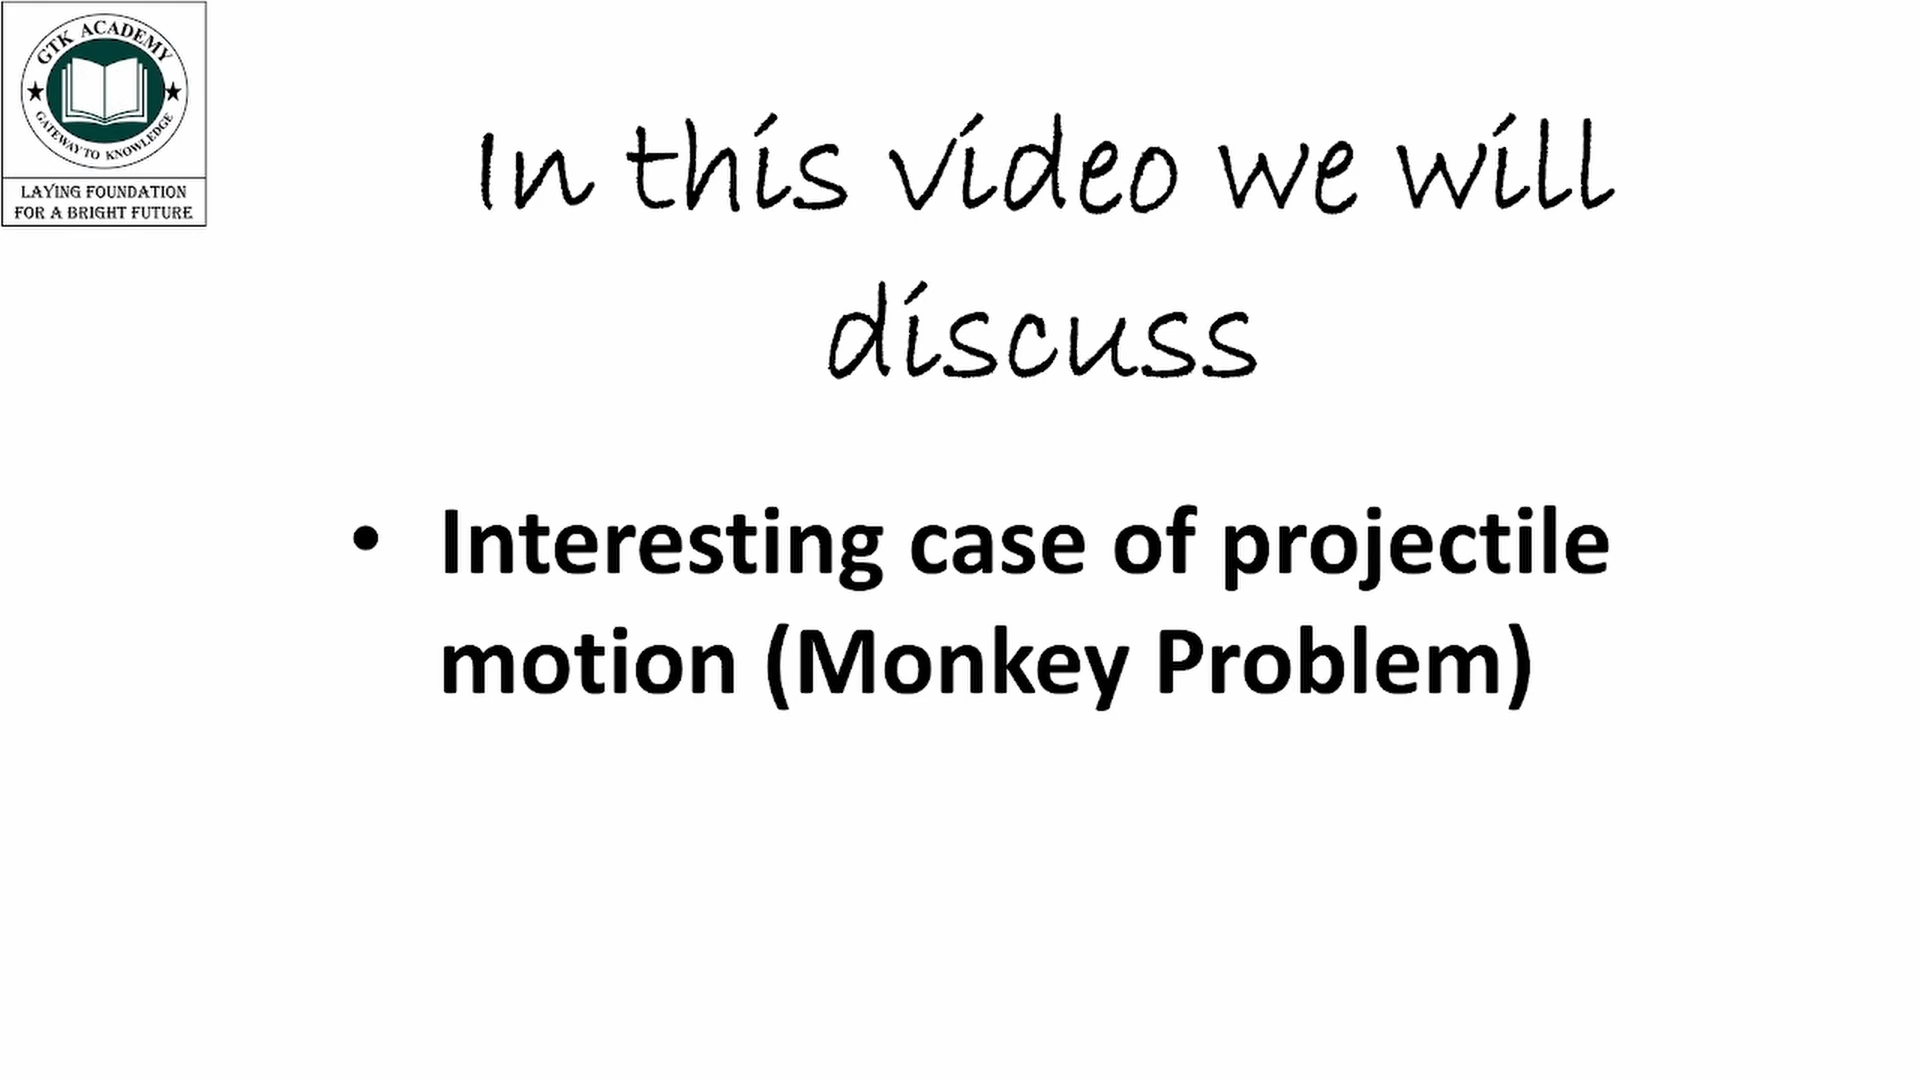 GTK ACADEMY
GATEWAY TO KNOWLEDGE
LAYING FOUNDATION
FOR A BRIGHT FUTURE
In this video we will
discuss
• Interesting case of projectile
motion (Monkey Problem)